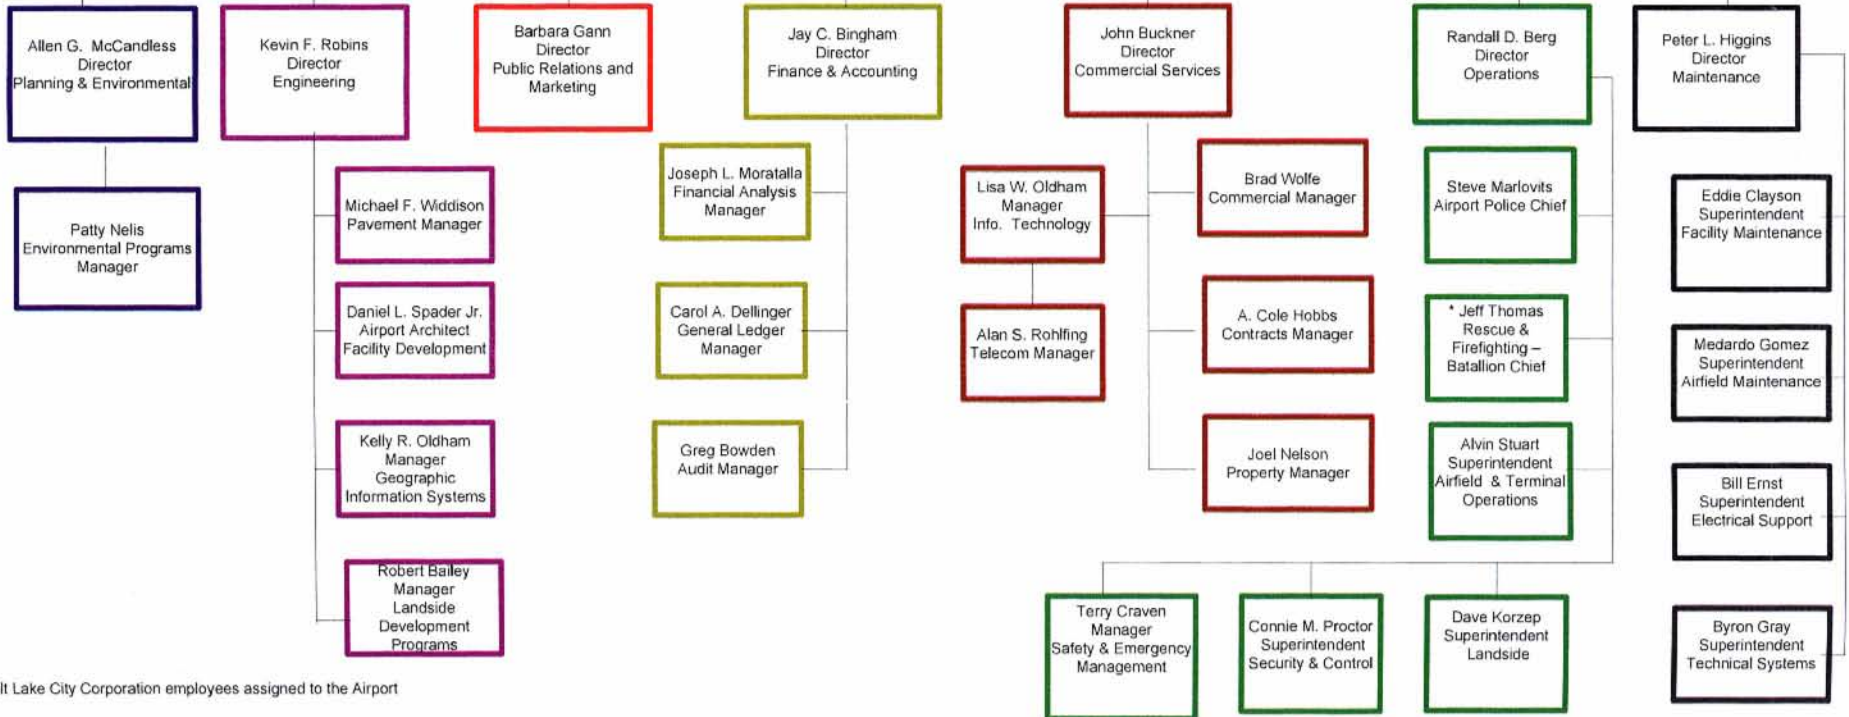 Allen G. McCandless
Director
Planning & Environmental
Patty Nelis
Environmental Programs
Manager
Kevin F. Robins
Director
Engineering
Michael F. Widdison
Pavement Manager
Daniel L. Spader Jr.
Airport Architect
Facility Development
Kelly R. Oldham
Manager
Geographic
Information Systems
Robert Bailey
Manager
Landside
Development
Programs
Barbara Gann
Director
Public Relations and
Marketing
Jay C. Bingham
Director
Finance & Accounting
Joseph L. Moratalla
Financial Analysis
Manager
Carol A. Dellinger
General Ledger
Manager
Greg Bowden
Audit Manager
John Buckner
Director
Commercial Services
Lisa W. Oldham
Manager
Info. Technology
Alan S. Rohlfing
Telecom Manager
Brad Wolfe
Commercial Manager
A. Cole Hobbs
Contracts Manager
Joel Nelson
Property Manager
Randall D. Berg
Director
Operations
Steve Marlovits
Airport Police Chief
* Jeff Thomas
Rescue &
Firefighting –
Batallion Chief
Alvin Stuart
Superintendent
Airfield & Terminal
Operations
Terry Craven
Manager
Safety & Emergency
Management
Connie M. Proctor
Superintendent
Security & Control
Dave Korzep
Superintendent
Landside
Peter L. Higgins
Director
Maintenance
Eddie Clayson
Superintendent
Facility Maintenance
Medardo Gomez
Superintendent
Airfield Maintenance
Bill Ernst
Superintendent
Electrical Support
Byron Gray
Superintendent
Technical Systems
lt Lake City Corporation employees assigned to the Airport